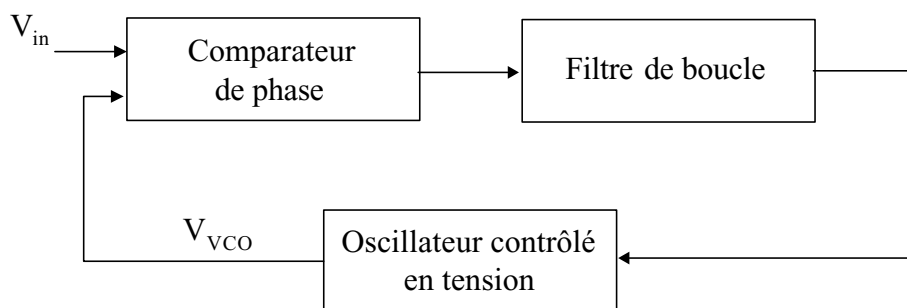 V_in
Comparateur
de phase
Filtre de boucle
V_VCO
Oscillateur contrôlé
en tension